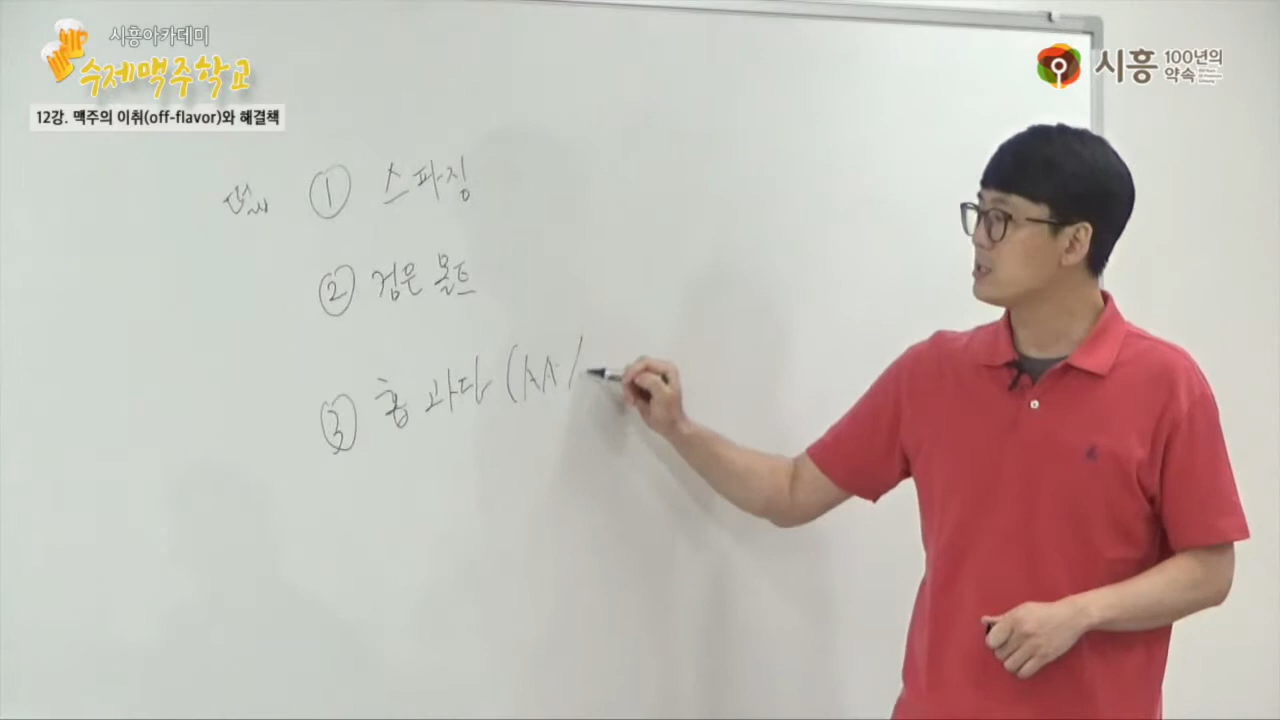 시흥아카데미
수제맥주학교
12강. 맥주의 이취(off-flavor)와 해결책
시흥 100년의 약속
① 스파징
② 검은 몰트
③ 홉 과다 (AA /